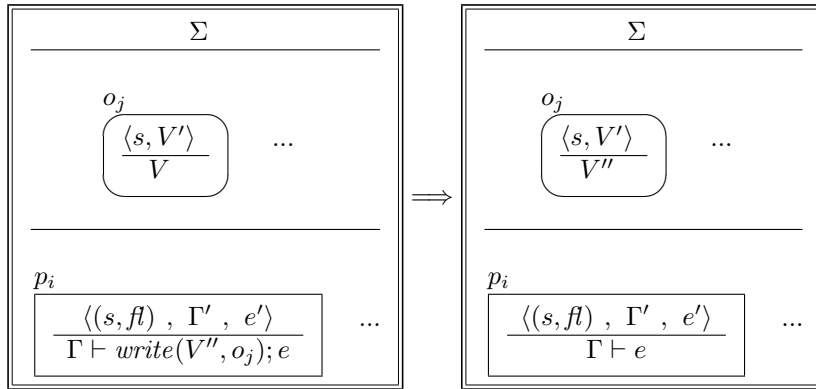 Σ Σ
o_j o_j
⟨s, V′⟩ ... ⟨s, V′⟩ ...
V V″
⟹
p_i p_i
⟨(s, fl) , Γ′ , e′⟩ ... ⟨(s, fl) , Γ′ , e′⟩ ...
Γ ⊢ write(V″, o_j); e Γ ⊢ e